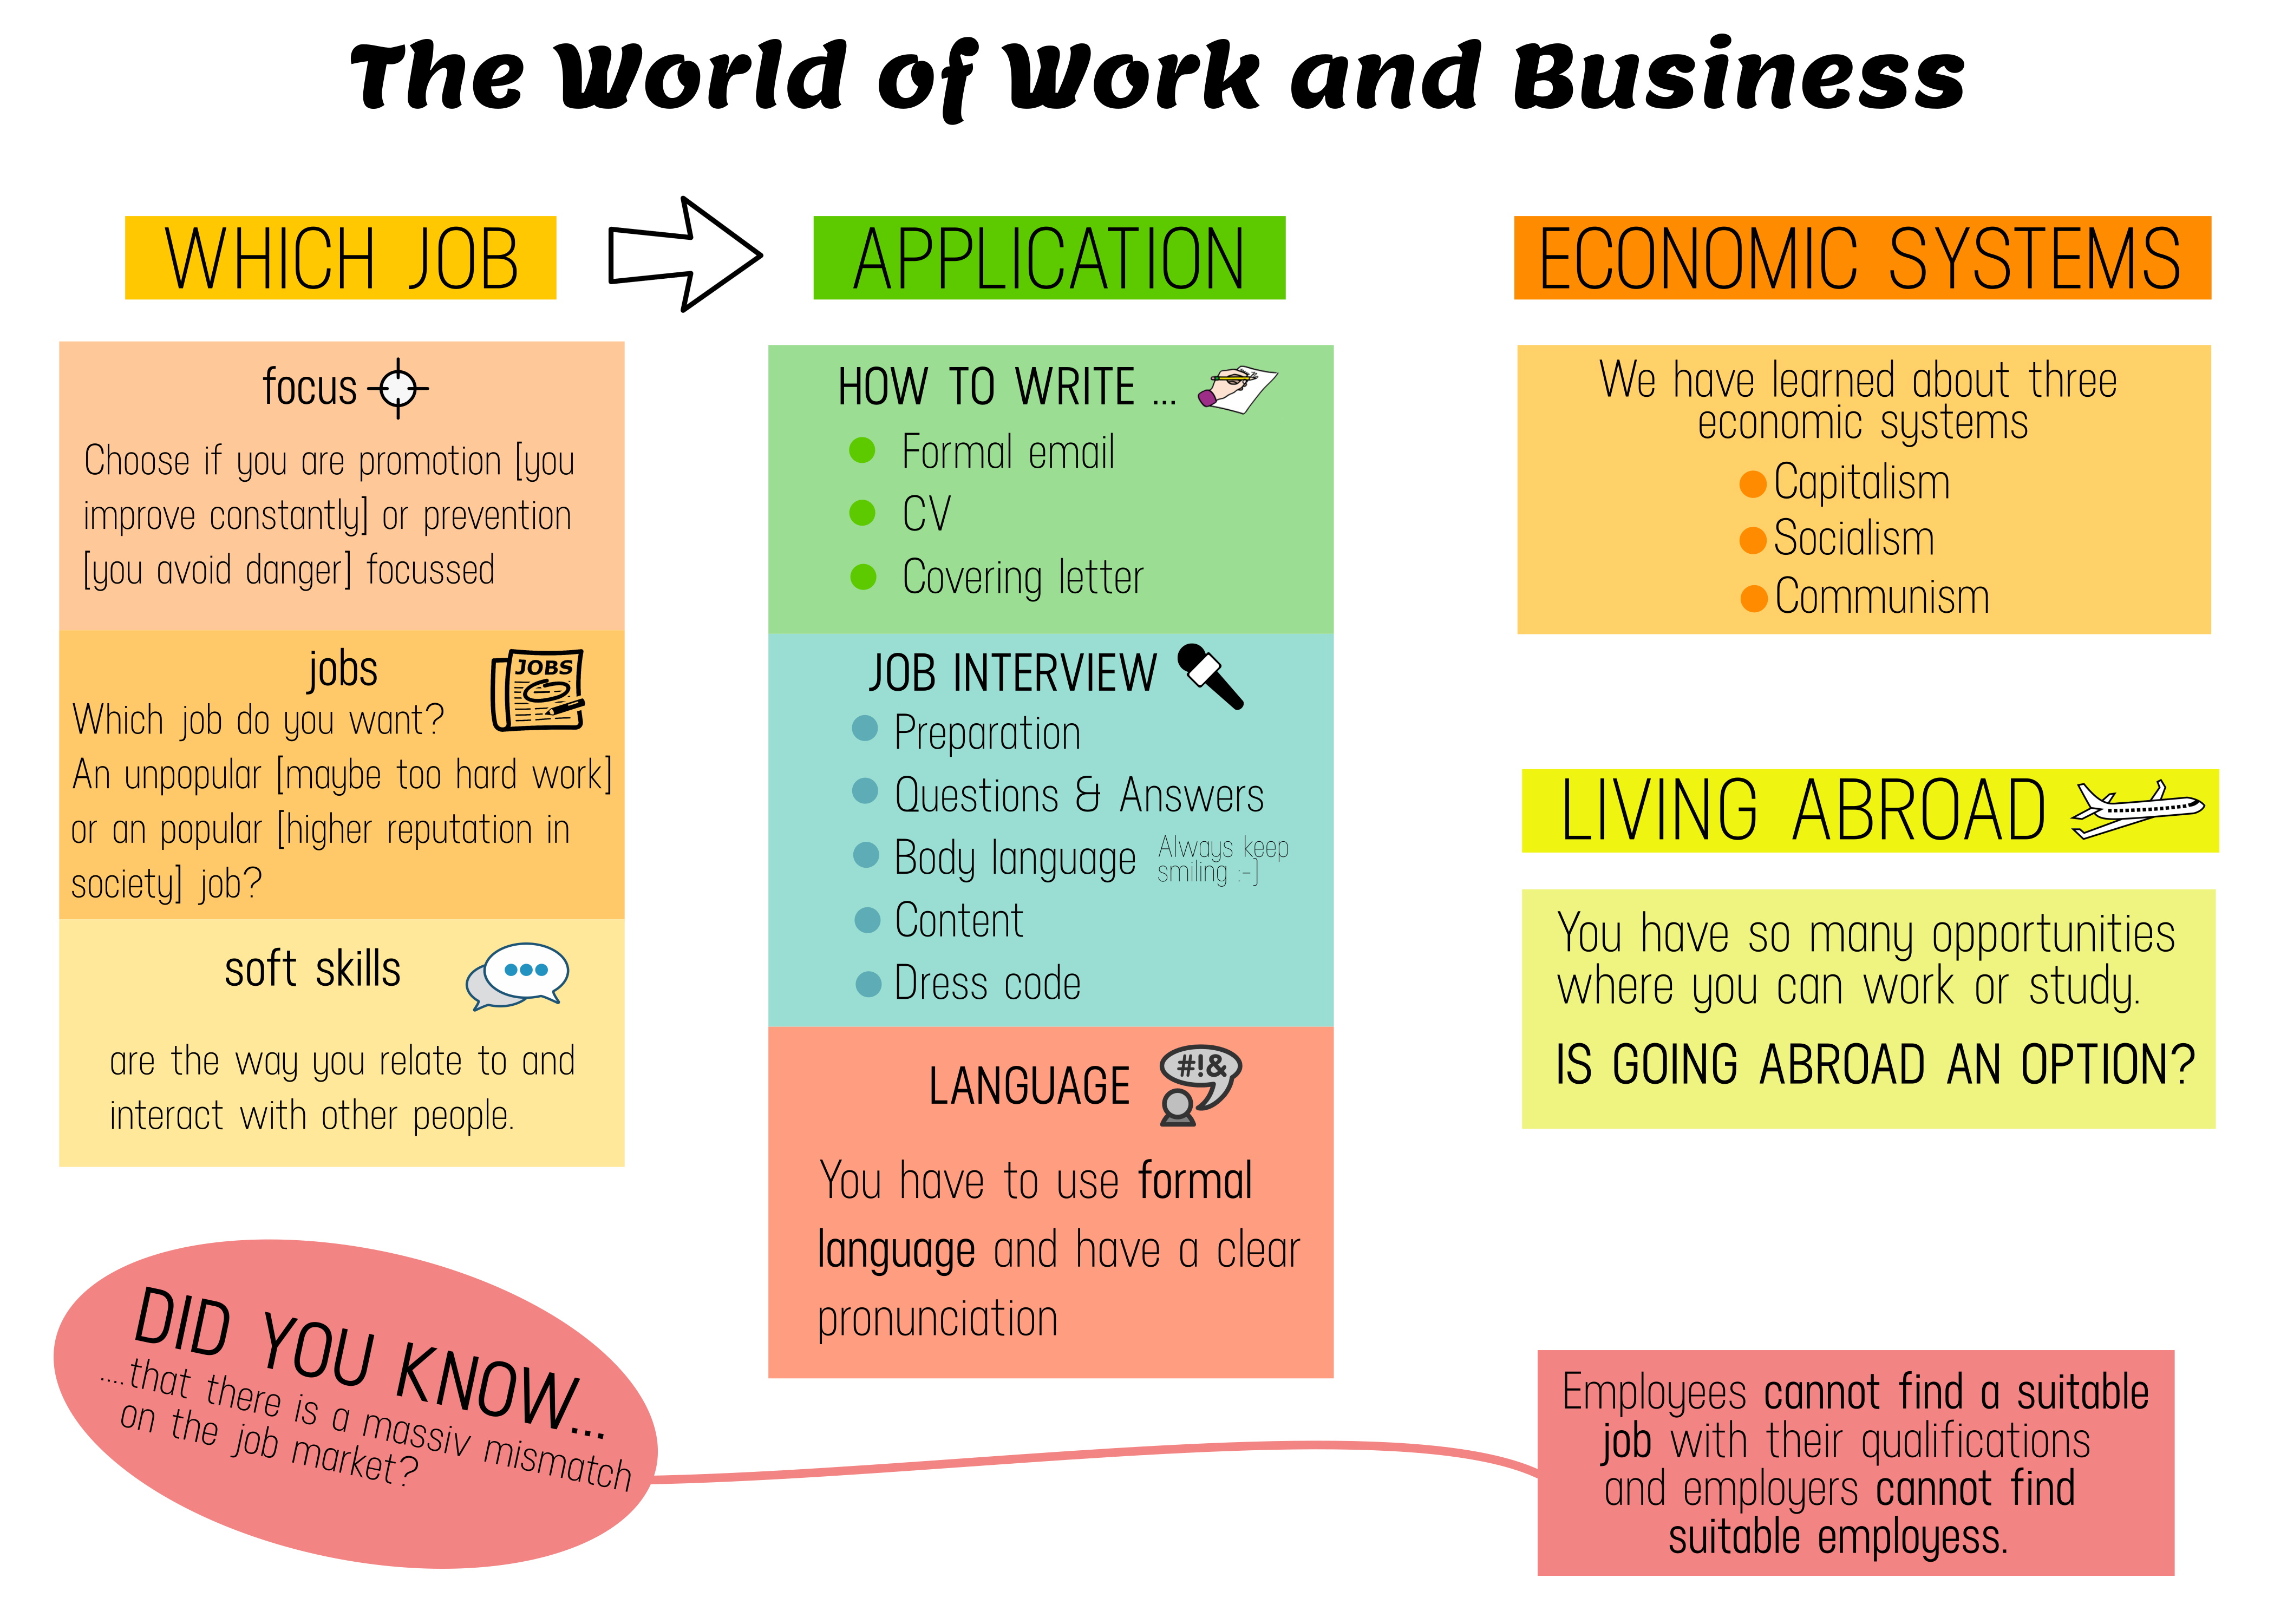 The World of Work and Business
WHICH JOB
focus
Choose if you are promotion [you
improve constantly] or prevention
[you avoid danger] focussed
jobs
JOBS
Which job do you want?
An unpopular [maybe too hard work]
or an popular [higher reputation in
society] job?
soft skills
are the way you relate to and
interact with other people.
APPLICATION
HOW TO WRITE ...
Formal email
CV
Covering letter
JOB INTERVIEW
Preparation
Questions & Answers
Body language
Always keep
smiling :-]
Content
Dress code
LANGUAGE
#!&
You have to use formal
language and have a clear
pronunciation
ECONOMIC SYSTEMS
We have learned about three
economic systems
Capitalism
Socialism
Communism
LIVING ABROAD
You have so many opportunities
where you can work or study.
IS GOING ABROAD AN OPTION?
DID YOU KNOW...
....that there is a massiv mismatch
on the job market?
Employees cannot find a suitable
job with their qualifications
and employers cannot find
suitable employess.